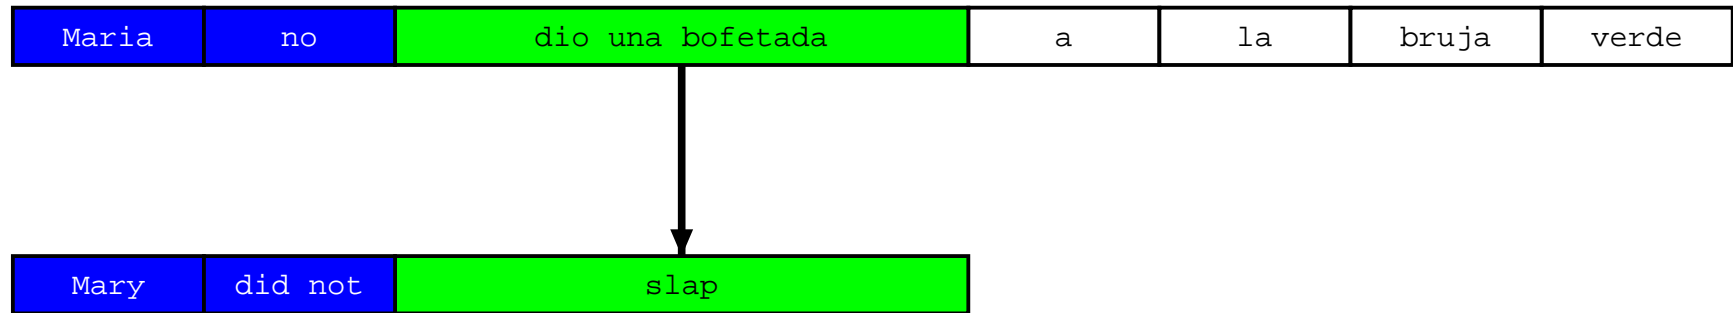 Maria no dio una bofetada a la bruja verde
Mary did not slap